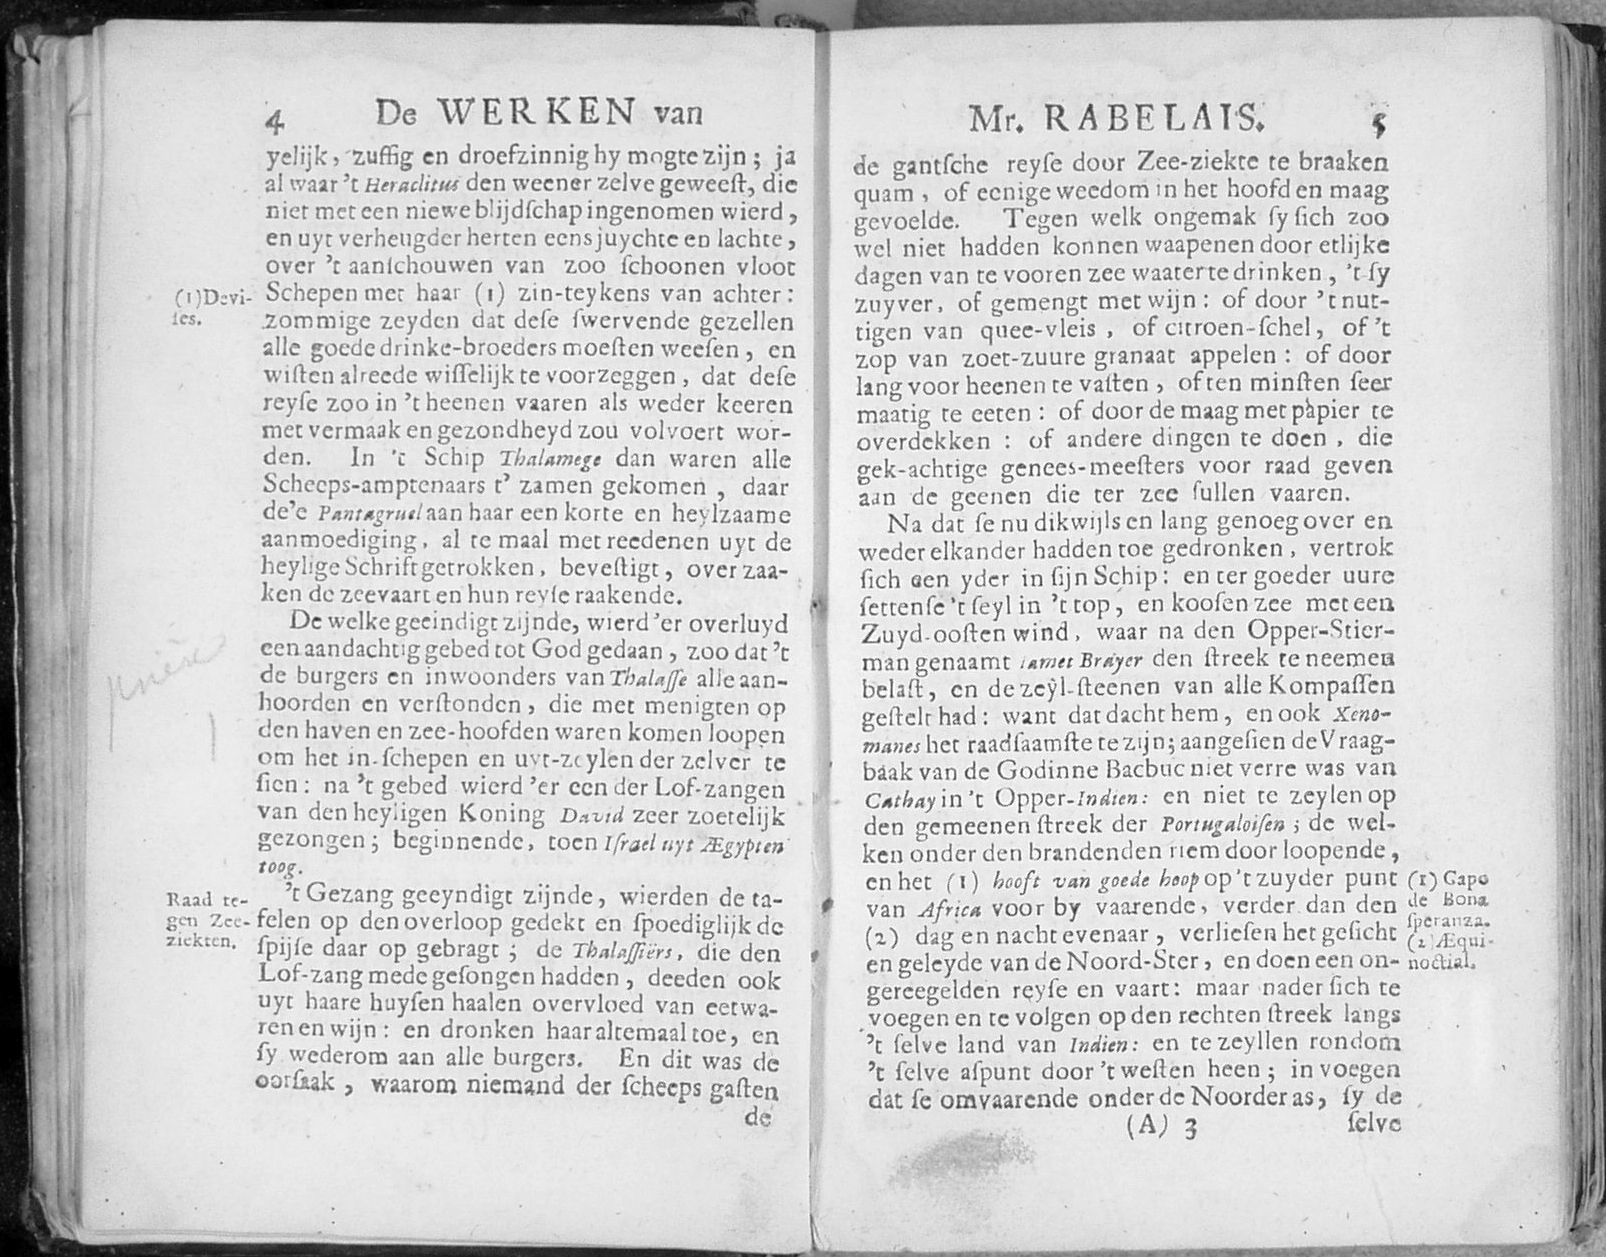 4 De WERKEN van
yelijk, zuffig en droefzinnig hy mogte zijn; ja
al waar 't Heraclitus den weener zelve geweeſt, die
niet met een niewe blijdſchap ingenomen wierd,
en uyt verheugder herten eens juychte en lachte,
over 't aanſchouwen van zoo ſchoonen vloot
(1) Devi- Schepen met haar (1) zin-teykens van achter:
ſes. zommige zeyden dat deſe ſwervende gezellen
alle goede drinke-broeders moeſten weeſen, en
wiſten alreede wiſſelijk te voorzeggen, dat deſe
reyſe zoo in 't heenen vaaren als weder keeren
met vermaak en gezondheyd zou volvoert wor-
den. In 't Schip Thalamege dan waren alle
Scheeps-amptenaars t' zamen gekomen, daar
de'e Pantagruel aan haar een korte en heylzaame
aanmoediging, al te maal met reedenen uyt de
heylige Schrift getrokken, beveſtigt, over zaa-
ken de zeevaart en hun reyſe raakende.
De welke geeindigt zijnde, wierd 'er overluyd
een aandachtig gebed tot God gedaan, zoo dat 't
de burgers en inwoonders van Thalaſſe alle aan-
hoorden en verſtonden, die met menigten op
den haven en zee-hoofden waren komen loopen
om het in-ſchepen en uyt-zeylen der zelver te
ſien: na 't gebed wierd 'er een der Lof-zangen
van den heyligen Koning David zeer zoetelijk
gezongen; beginnende, toen Iſrael uyt Ægypten
toog.
Raad te- 't Gezang geeyndigt zijnde, wierden de ta-
gen Zee- felen op den overloop gedekt en ſpoediglijk de
ziekten. ſpijſe daar op gebragt; de Thalaſſiërs, die den
Lof-zang mede geſongen hadden, deeden ook
uyt haare huyſen haalen overvloed van eetwa-
ren en wijn: en dronken haar altemaal toe, en
ſy wederom aan alle burgers. En dit was de
oorſaak, waarom niemand der ſcheeps gaſten
de
Mr. RABELAIS. 5
de gantſche reyſe door Zee-ziekte te braaken
quam, of eenige weedom in het hoofd en maag
gevoelde. Tegen welk ongemak ſy ſich zoo
wel niet hadden konnen waapenen door etlijke
dagen van te vooren zee waater te drinken, 't ſy
zuyver, of gemengt met wijn: of door 't nut-
tigen van quee-vleis, of citroen-ſchel, of 't
zop van zoet-zuure granaat appelen: of door
lang voor heenen te vaſten, of ten minſten ſeer
maatig te eeten: of door de maag met papier te
overdekken: of andere dingen te doen, die
gek-achtige genees-meeſters voor raad geven
aan de geenen die ter zee ſullen vaaren.
Na dat ſe nu dikwijls en lang genoeg over en
weder elkander hadden toe gedronken, vertrok
ſich een yder in ſijn Schip: en ter goeder uure
ſettenſe 't ſeyl in 't top, en kooſen zee met een
Zuyd-ooſten wind, waar na den Opper-Stier-
man genaamt Iamet Brayer den ſtreek te neemen
belaſt, en de zeyl-ſteenen van alle Kompaſſen
geſtelt had: want dat dacht hem, en ook Xeno-
manes het raadſaamſte te zijn; aangeſien de Vraag-
baak van de Godinne Bacbuc niet verre was van
Cathay in 't Opper-Indien: en niet te zeylen op
den gemeenen ſtreek der Portugaloiſen; de wel-
ken onder den brandenden riem door loopende,
en het (1) hooft van goede hoop op 't zuyder punt (1) Capo
van Africa voor by vaarende, verder dan den de Bona
ſperanza.
(2) dag en nacht evenaar, verlieſen het geſicht (2) Æqui-
en geleyde van de Noord-Ster, en doen een on- noctial.
gereegelden reyſe en vaart: maar nader ſich te
voegen en te volgen op den rechten ſtreek langs
't ſelve land van Indien: en te zeyllen rondom
't ſelve aſpunt door 't weſten heen; in voegen
dat ſe omvaarende onder de Noorder as, ſy de
(A) 3 ſelve